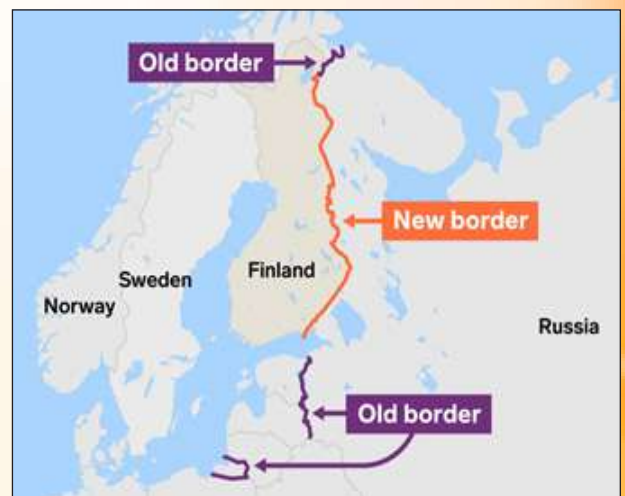 Old border
New border
Finland
Sweden
Norway
Russia
Old border